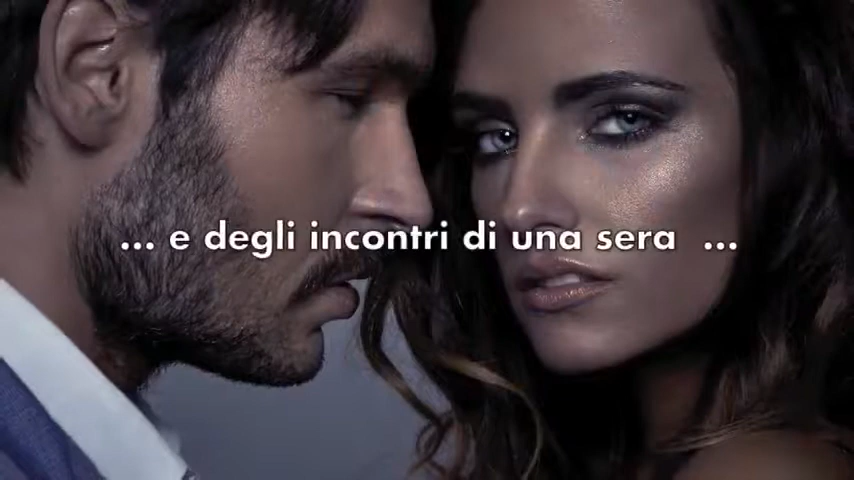 ... e degli incontri di una sera ...